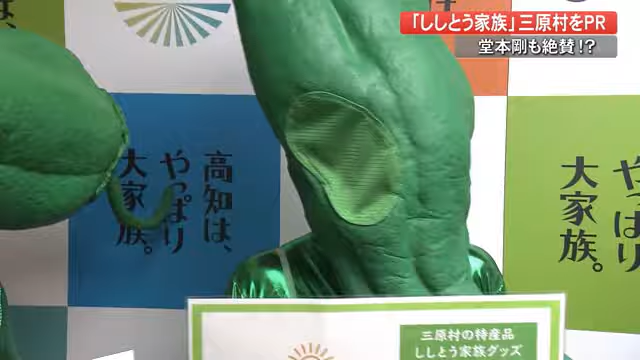 「ししとう家族」三原村をPR
堂本剛も絶賛!?
高知は、
やっぱり
大家族。
やっぱり
大家族。
三原村の特産品
ししとう家族グッズ